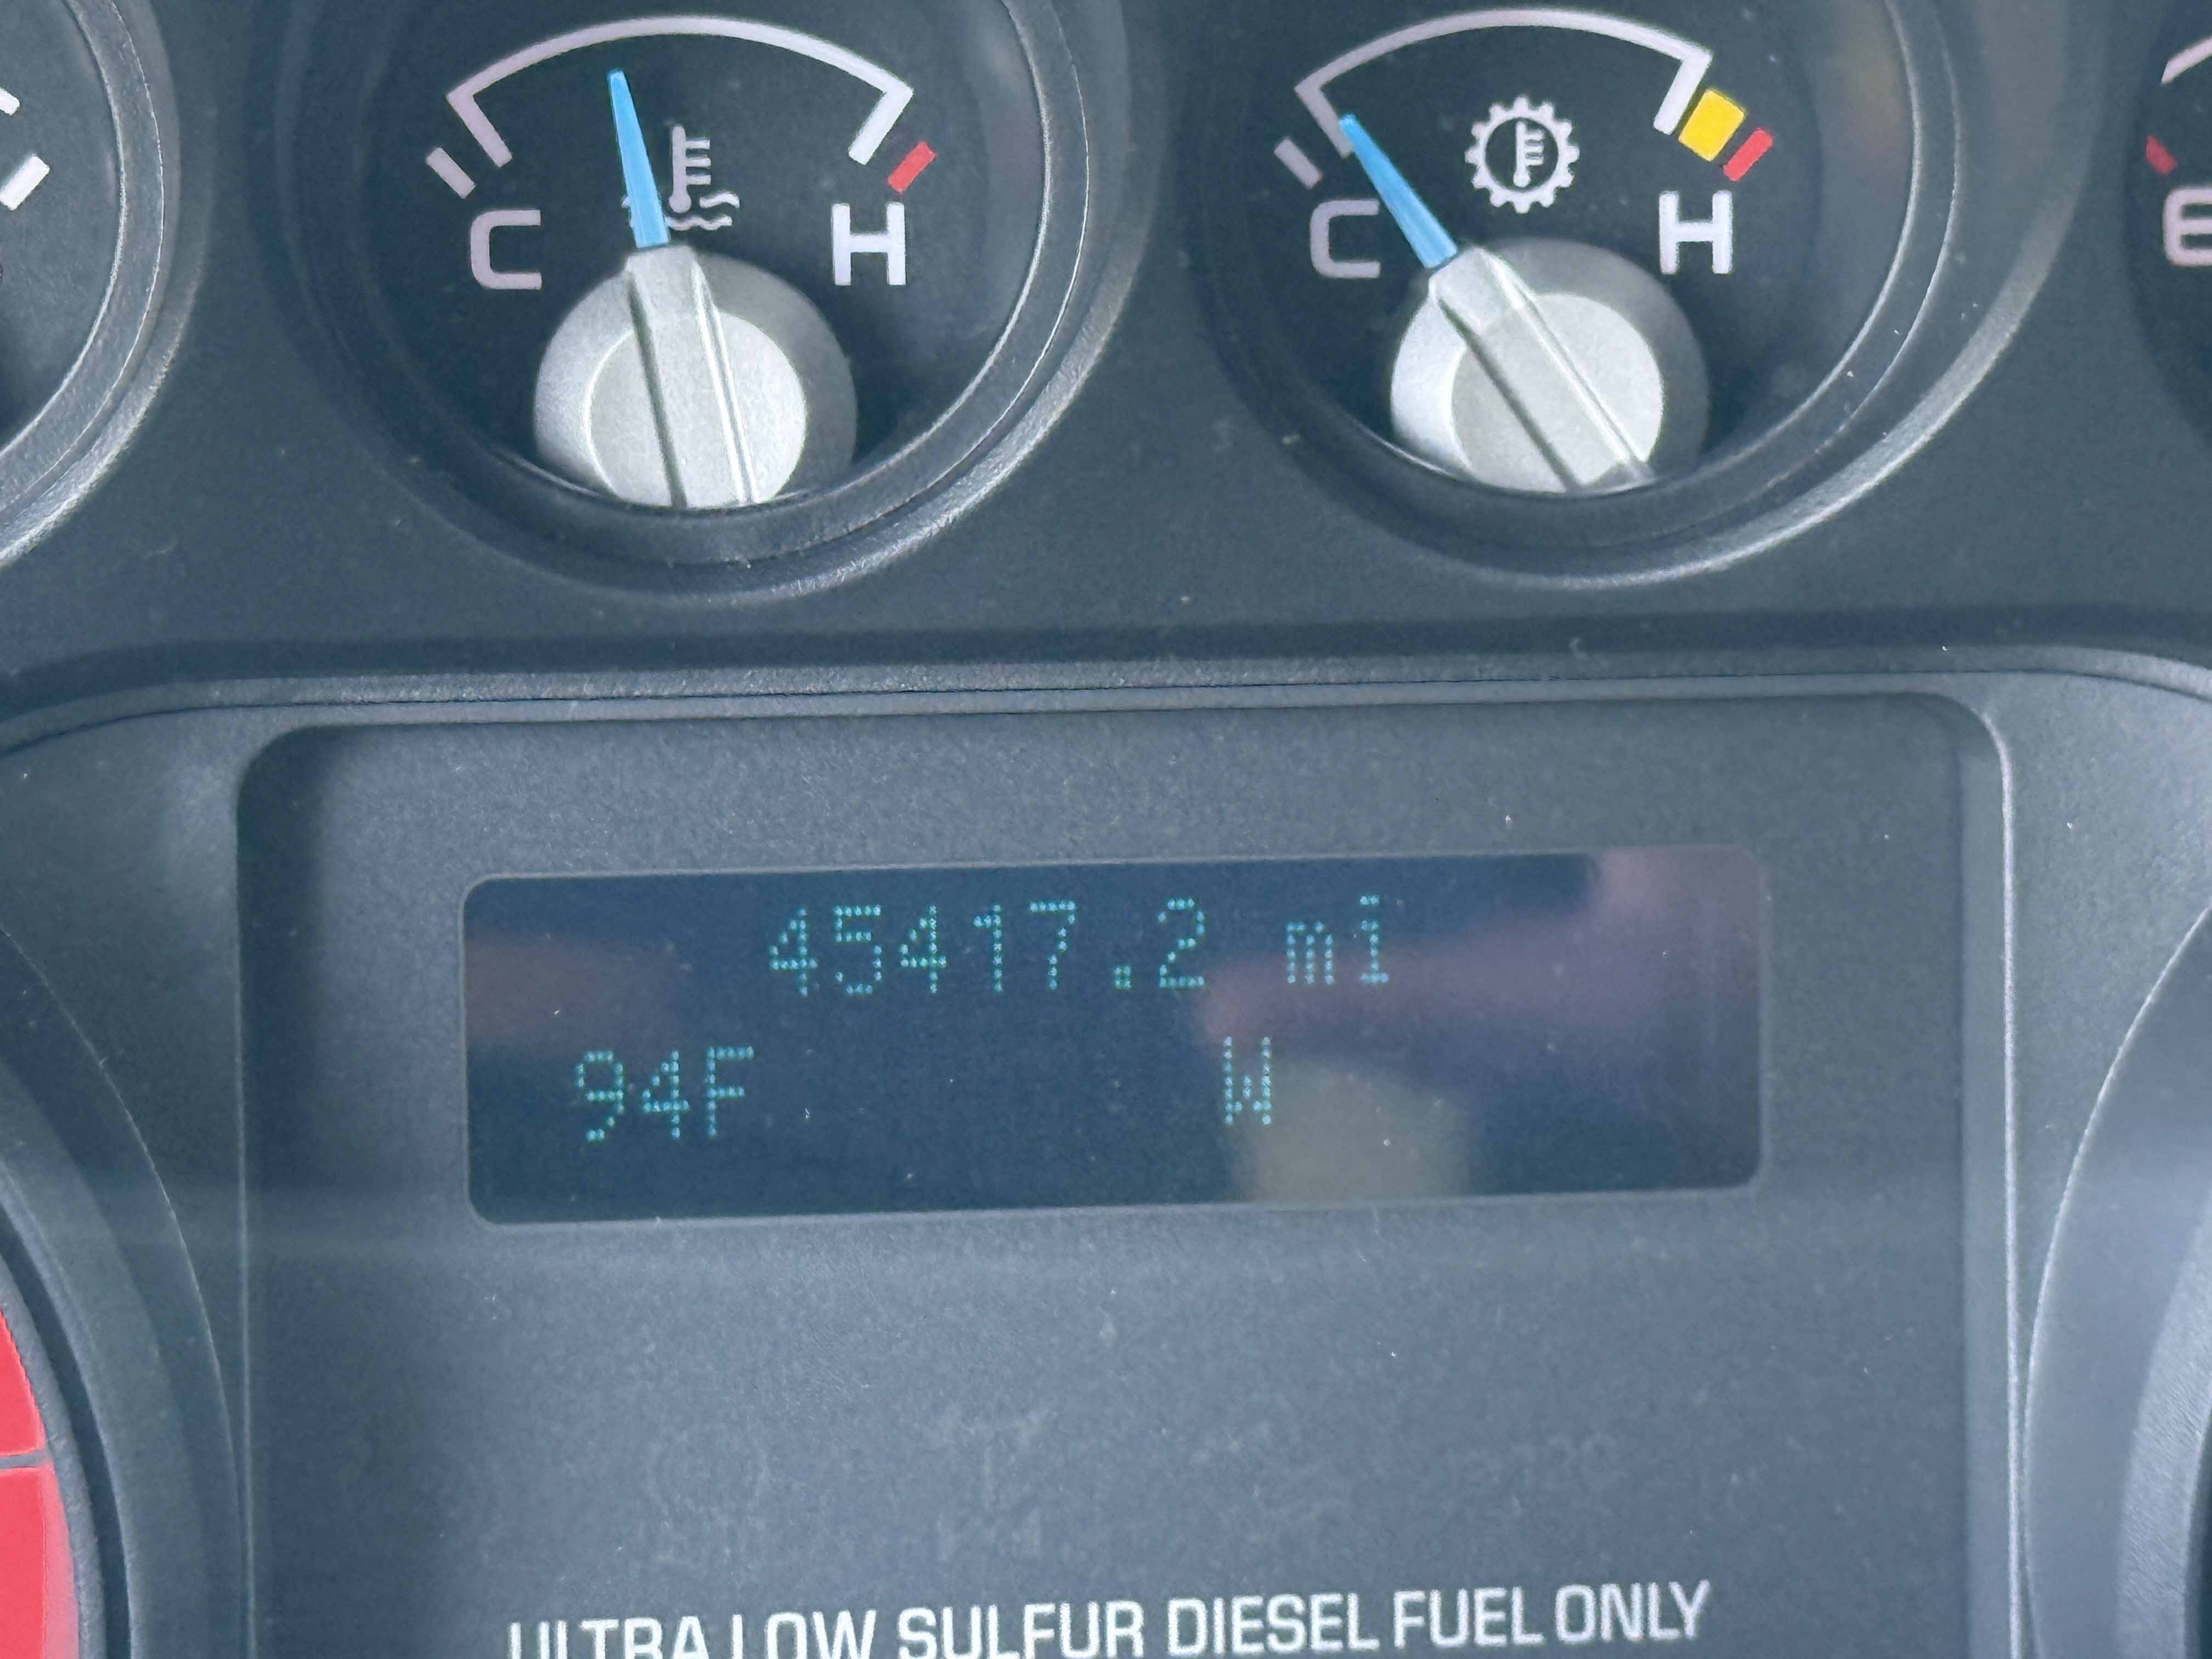 C H
C H
E
45417.2 mi
94F W
ULTRA LOW SULFUR DIESEL FUEL ONLY